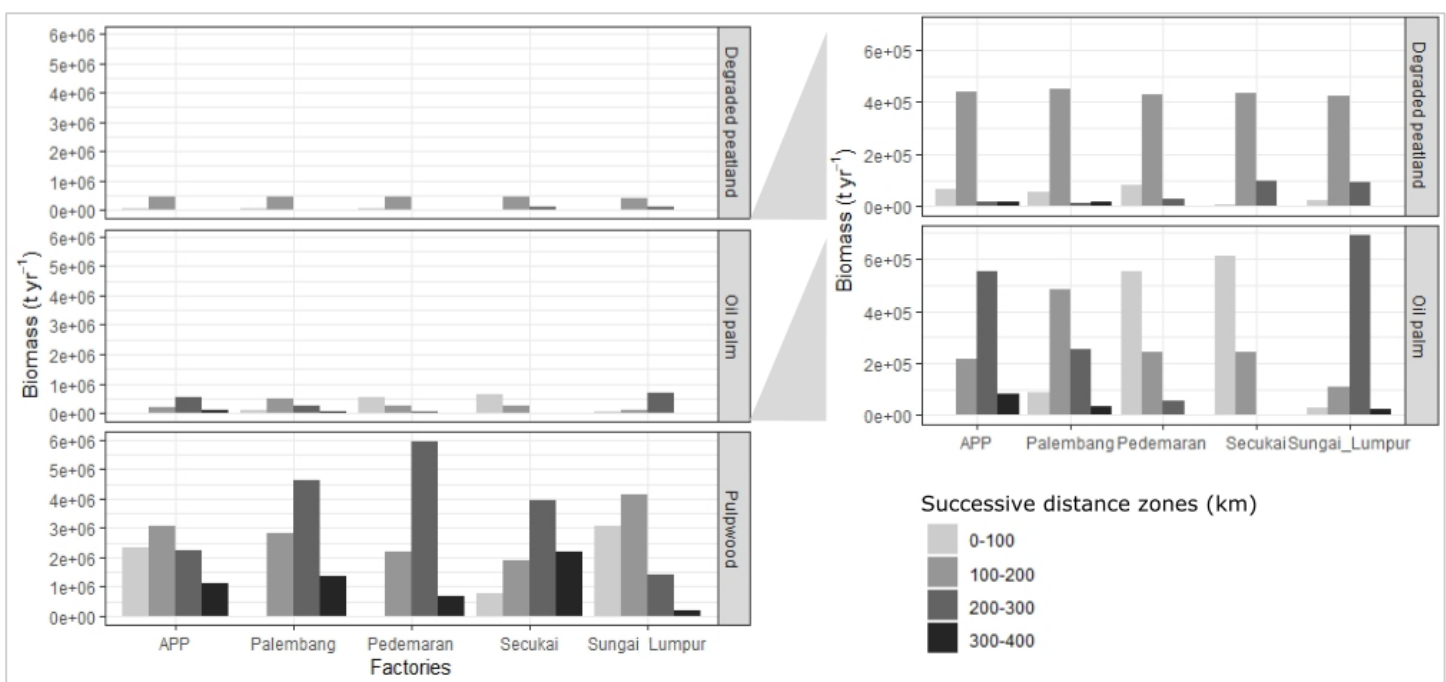 6e+06
5e+06
4e+06
3e+06
2e+06
1e+06
0e+00
Degraded peatland
6e+06
5e+06
4e+06
3e+06
2e+06
1e+06
0e+00
Oil palm
6e+06
5e+06
4e+06
3e+06
2e+06
1e+06
0e+00
Pulpwood
Biomass (t yr⁻¹)
APP Palembang Pedemaran Secukai Sungai_Lumpur
Factories
6e+05
4e+05
2e+05
0e+00
Degraded peatland
6e+05
4e+05
2e+05
0e+00
Oil palm
Biomass (t yr⁻¹)
APP Palembang Pedemaran Secukai Sungai_Lumpur
Successive distance zones (km)
0-100
100-200
200-300
300-400